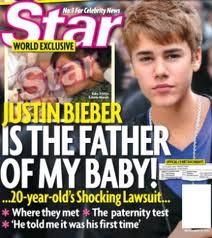 No.1 For Celebrity News
Star
WORLD EXCLUSIVE
Star
JUSTIN BIEBER
IS THE FATHER
OF MY BABY!
...20-year-old's Shocking Lawsuit...
* Where they met * The paternity test
* 'He told me it was his first time'